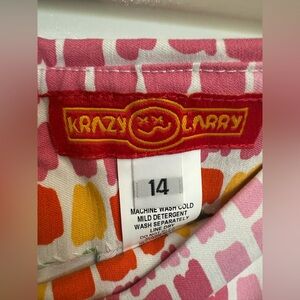 KRAZY LARRY
14
MACHINE WASH COLD
MILD DETERGENT
WASH SEPARATELY
LINE DRY